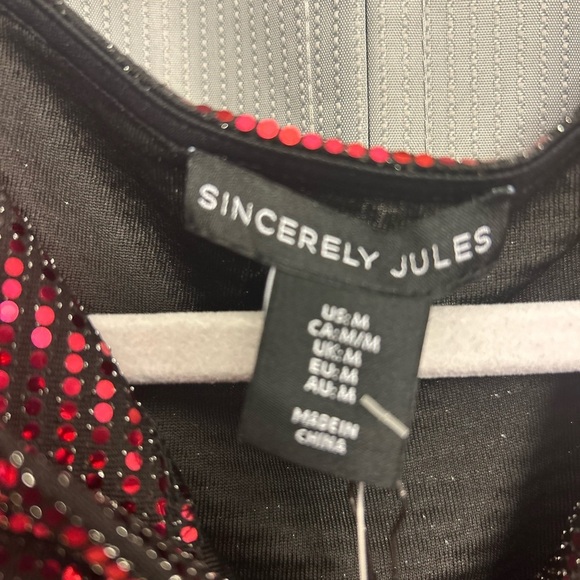 SINCERELY JULES
US:M
CA:M/M
UK:M
EU:M
AU:M
MADE IN
CHINA